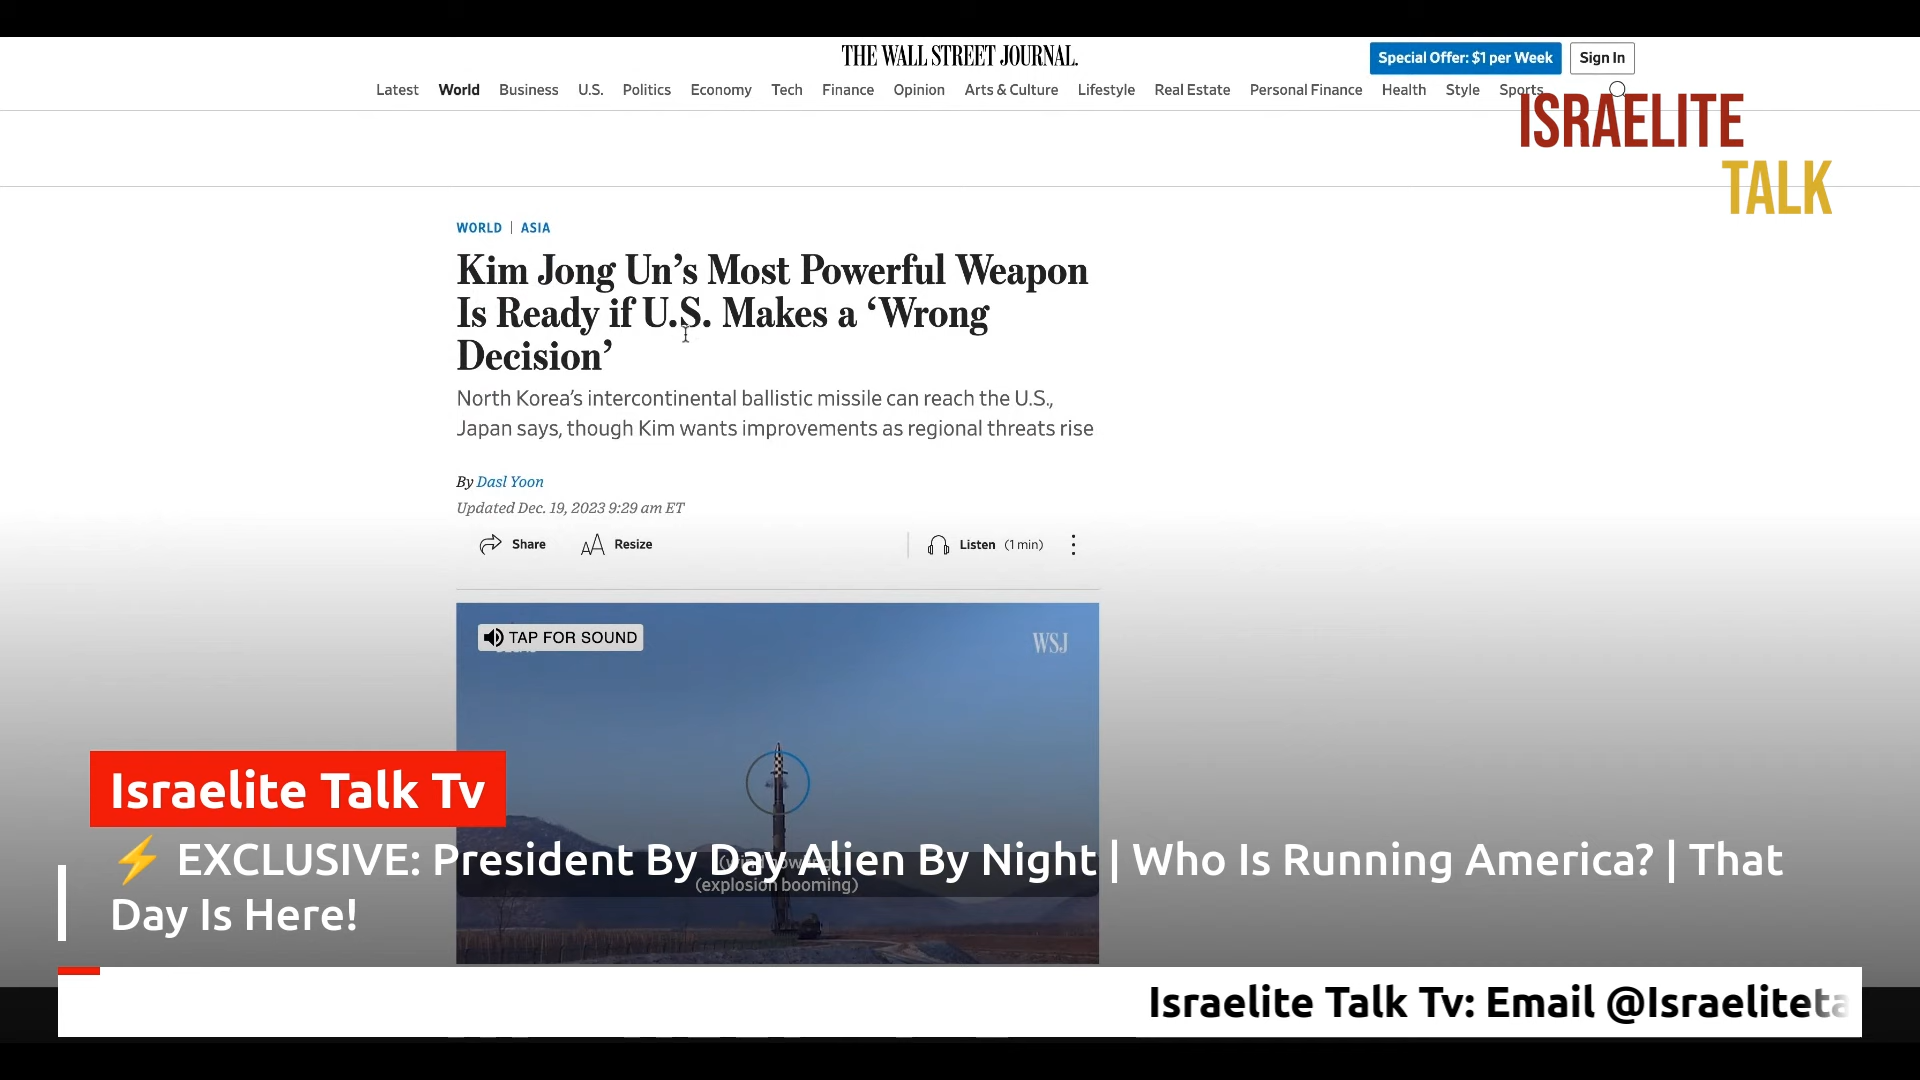 THE WALL STREET JOURNAL.
Special Offer: $1 per Week
Sign In
Latest World Business U.S. Politics Economy Tech Finance Opinion Arts & Culture Lifestyle Real Estate Personal Finance Health Style Sports
ISRAELITE
TALK
WORLD | ASIA
Kim Jong Un’s Most Powerful Weapon
Is Ready if U.S. Makes a ‘Wrong
Decision’
North Korea’s intercontinental ballistic missile can reach the U.S.,
Japan says, though Kim wants improvements as regional threats rise
By Dasl Yoon
Updated Dec. 19, 2023 9:29 am ET
Share Resize Listen (1 min)
TAP FOR SOUND
WSJ
Israelite Talk Tv
⚡ EXCLUSIVE: President By Day Alien By Night | Who Is Running America? | That
(explosion booming)
Day Is Here!
Israelite Talk Tv: Email @Israeliteta